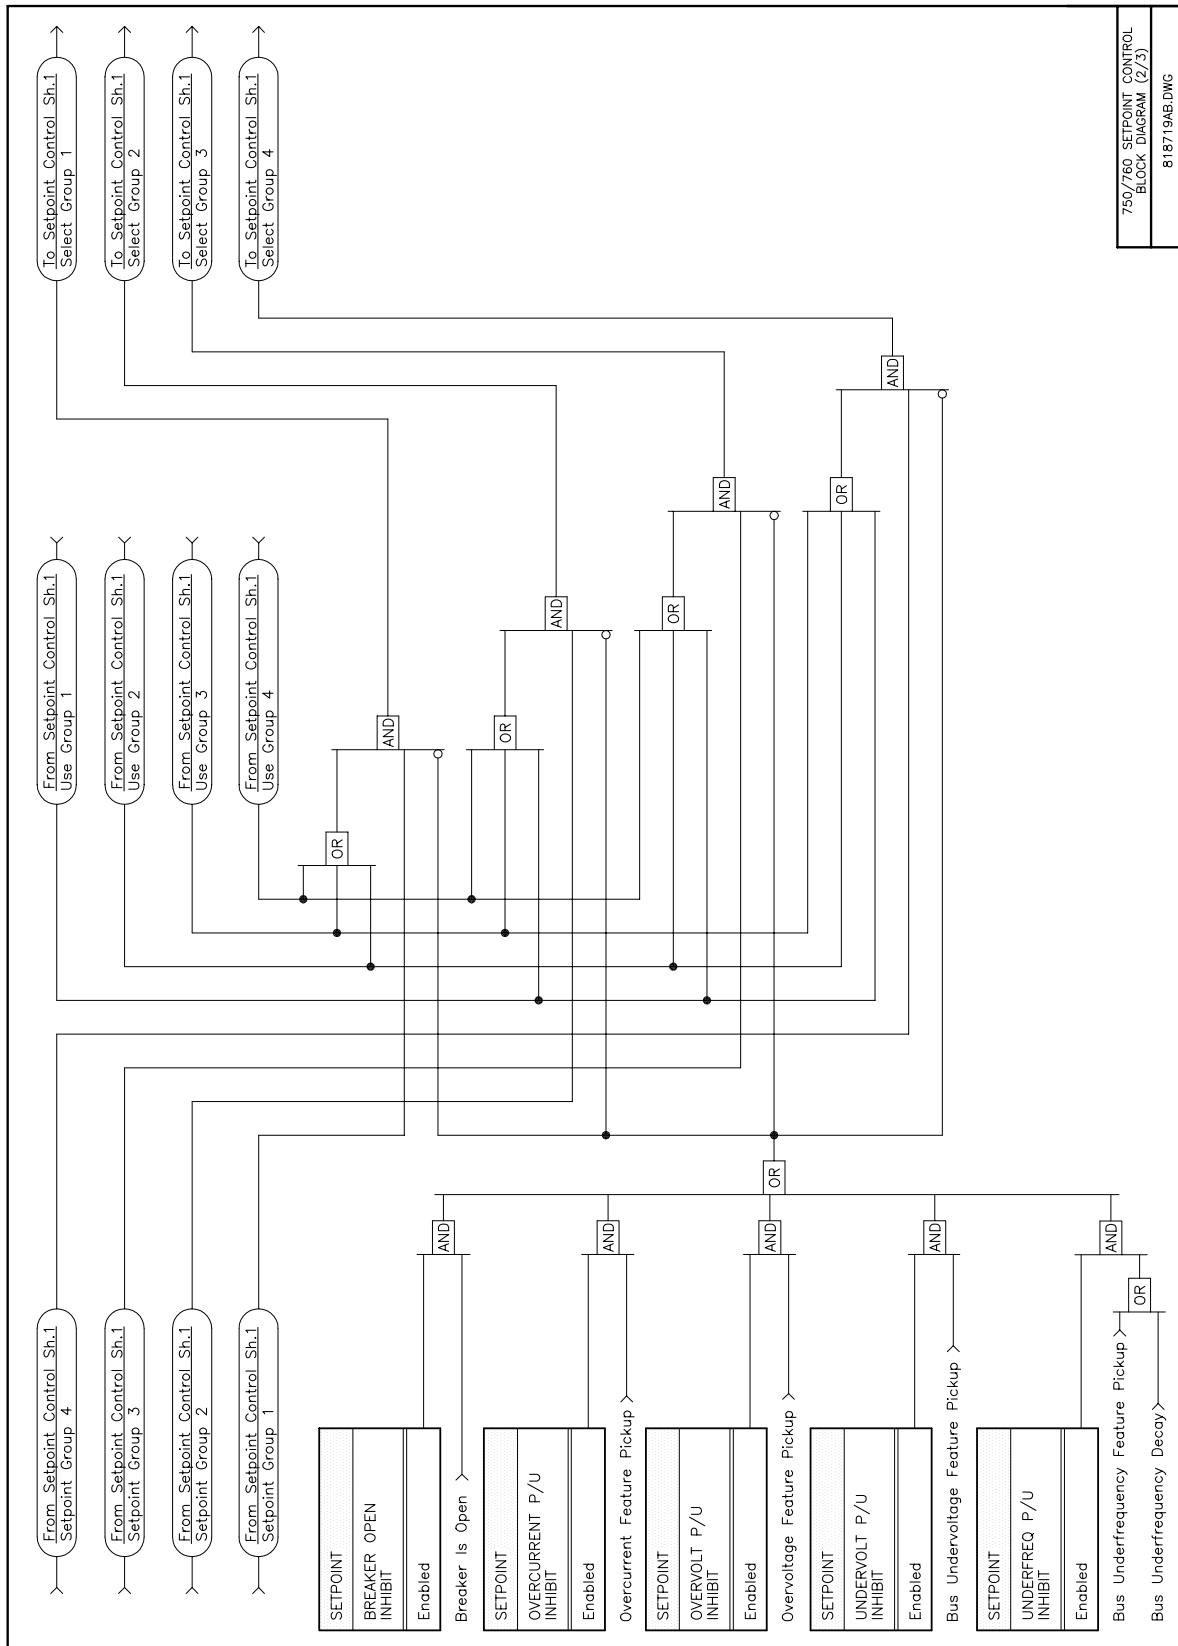 From Setpoint Control Sh.1
Setpoint Group 4
From Setpoint Control Sh.1
Setpoint Group 3
From Setpoint Control Sh.1
Setpoint Group 2
From Setpoint Control Sh.1
Setpoint Group 1
From Setpoint Control Sh.1
Use Group 1
From Setpoint Control Sh.1
Use Group 2
From Setpoint Control Sh.1
Use Group 3
From Setpoint Control Sh.1
Use Group 4
To Setpoint Control Sh.1
Select Group 1
To Setpoint Control Sh.1
Select Group 2
To Setpoint Control Sh.1
Select Group 3
To Setpoint Control Sh.1
Select Group 4
SETPOINT
BREAKER OPEN
INHIBIT
Enabled
Breaker Is Open
SETPOINT
OVERCURRENT P/U
INHIBIT
Enabled
Overcurrent Feature Pickup
SETPOINT
OVERVOLT P/U
INHIBIT
Enabled
Overvoltage Feature Pickup
SETPOINT
UNDERVOLT P/U
INHIBIT
Enabled
Bus Undervoltage Feature Pickup
SETPOINT
UNDERFREQ P/U
INHIBIT
Enabled
Bus Underfrequency Feature Pickup
Bus Underfrequency Decay
AND
AND
AND
AND
AND
OR
OR
OR
AND
OR
AND
OR
AND
OR
AND
750/760 SETPOINT CONTROL
BLOCK DIAGRAM (2/3)
818719AB.DWG